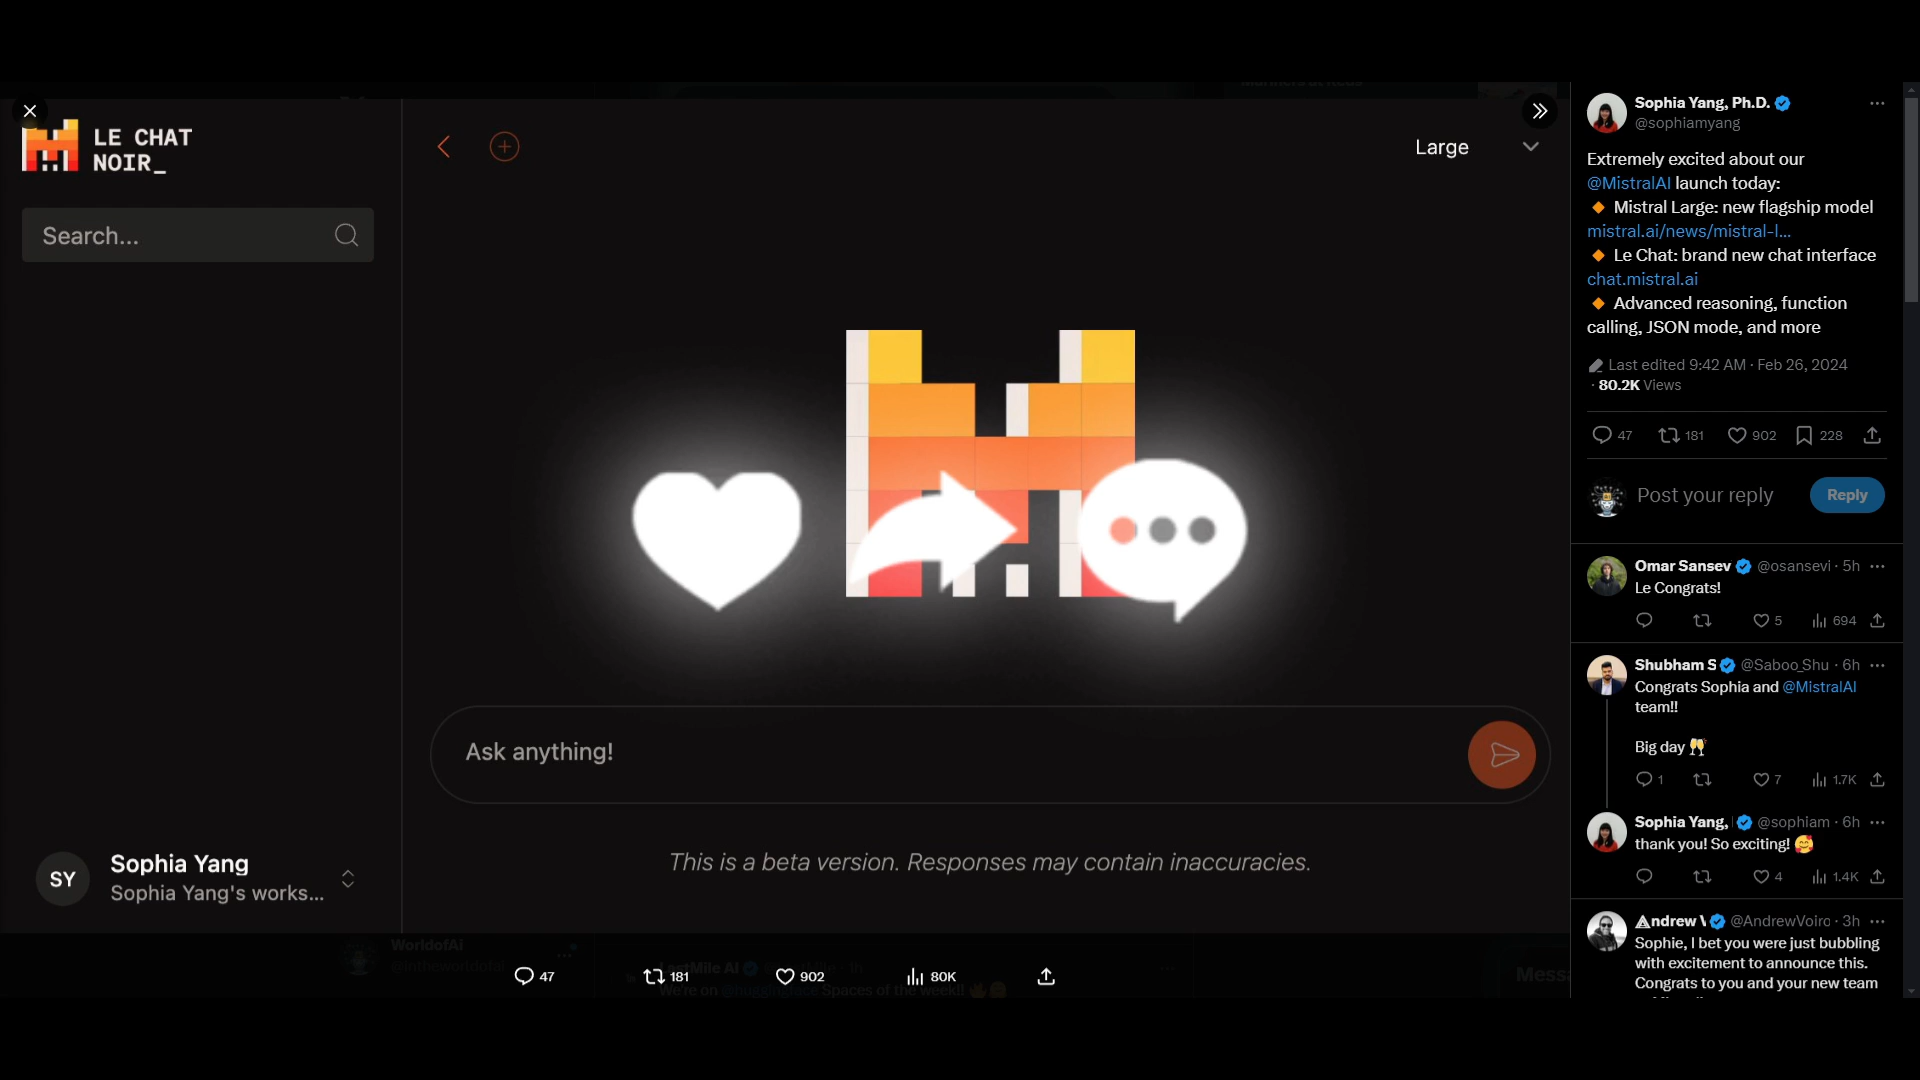 LE CHAT
NOIR_
Search...
Large
Ask anything!
This is a beta version. Responses may contain inaccuracies.
SY
Sophia Yang
Sophia Yang's works...
WorldofAi
47
181
902
80K
Sophia Yang, Ph.D.
@sophiamyang
Extremely excited about our
@MistralAI launch today:
🔸 Mistral Large: new flagship model
mistral.ai/news/mistral-l...
🔸 Le Chat: brand new chat interface
chat.mistral.ai
🔸 Advanced reasoning, function
calling, JSON mode, and more
Last edited 9:42 AM · Feb 26, 2024
· 80.2K Views
47 181 902 228
Post your reply
Reply
Omar Sansev @osansevi · 5h
Le Congrats!
5 694
Shubham S @Saboo_Shu · 6h
Congrats Sophia and @MistralAI
team!!
Big day 🥂
1 7 1.7K
Sophia Yang, @sophiam · 6h
thank you! So exciting! 🥰
4 1.4K
Andrew V @AndrewVoiro · 3h
Sophie, I bet you were just bubbling
with excitement to announce this.
Congrats to you and your new team